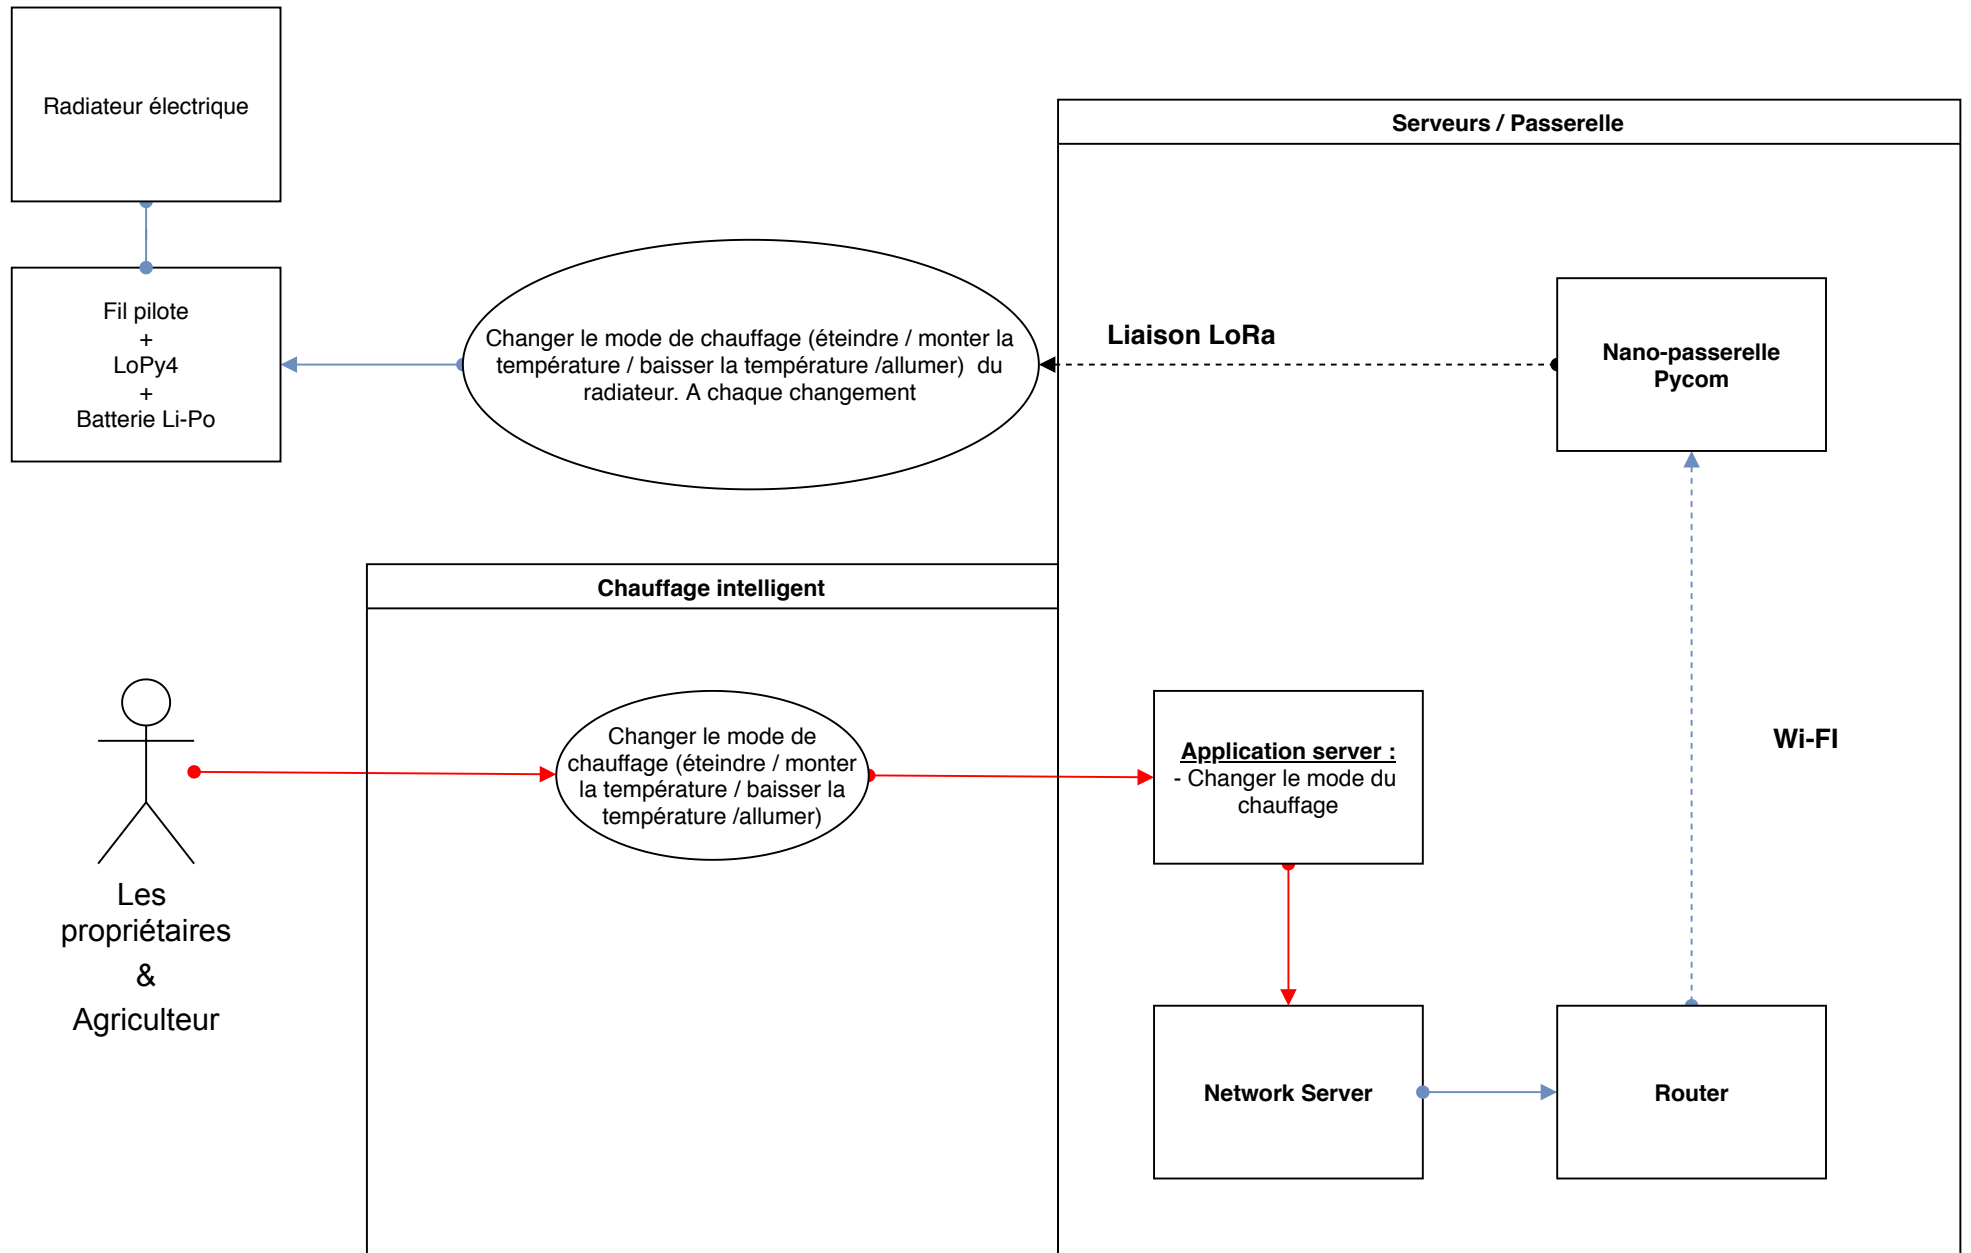 Radiateur électrique
Serveurs / Passerelle
Fil pilote
+
LoPy4
+
Batterie Li-Po
Changer le mode de chauffage (éteindre / monter la
température / baisser la température /allumer)  du
radiateur. A chaque changement
Liaison LoRa
Nano-passerelle
Pycom
Chauffage intelligent
Changer le mode de
chauffage (éteindre / monter
la température / baisser la
température /allumer)
Application server :
- Changer le mode du
chauffage
Wi-FI
Les
propriétaires
&
Agriculteur
Network Server
Router